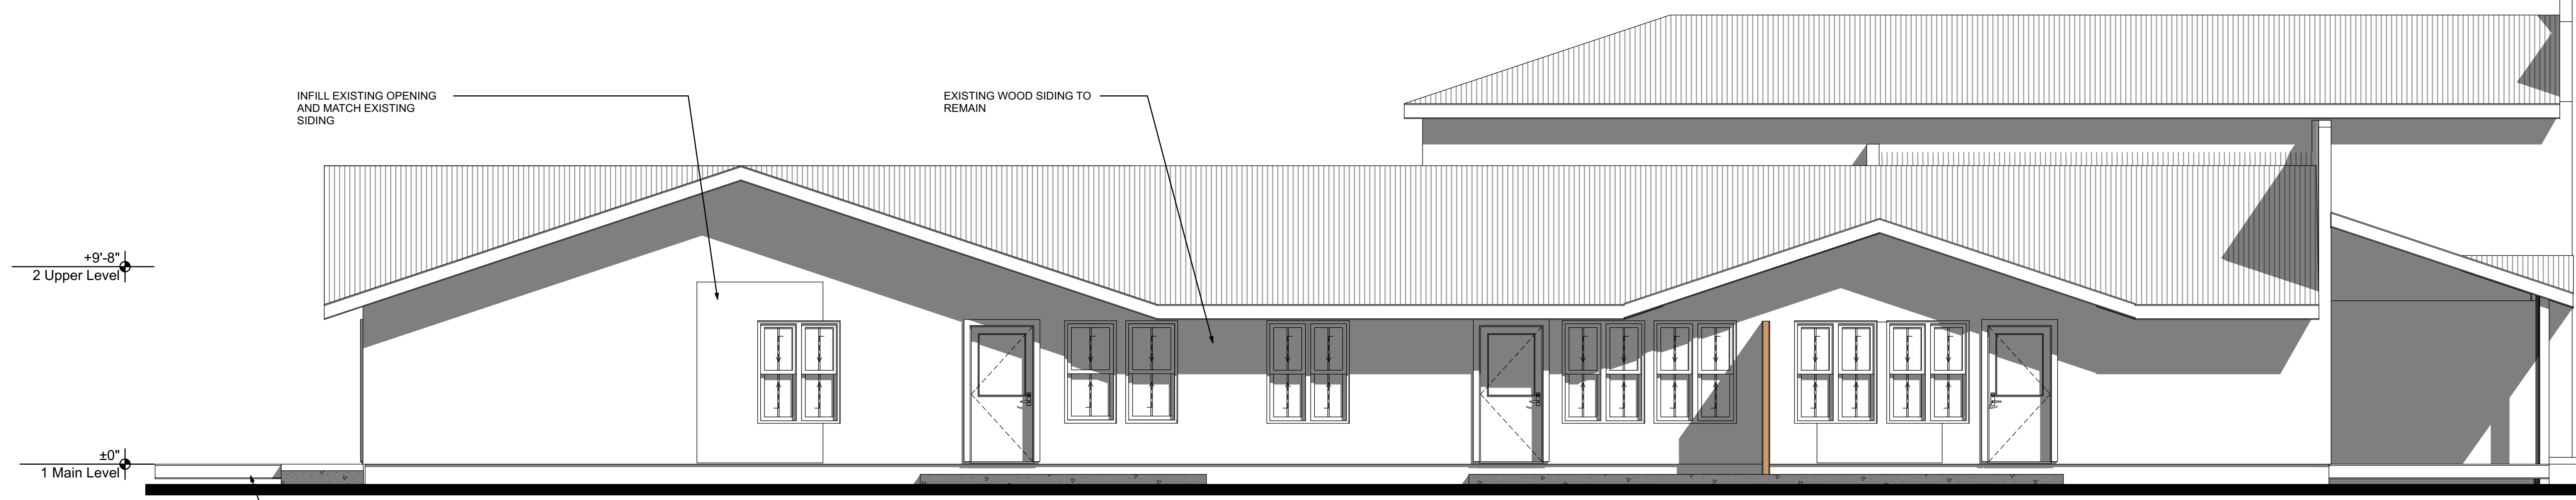 INFILL EXISTING OPENING
AND MATCH EXISTING
SIDING
EXISTING WOOD SIDING TO
REMAIN
+9'-8"
2 Upper Level
±0"
1 Main Level